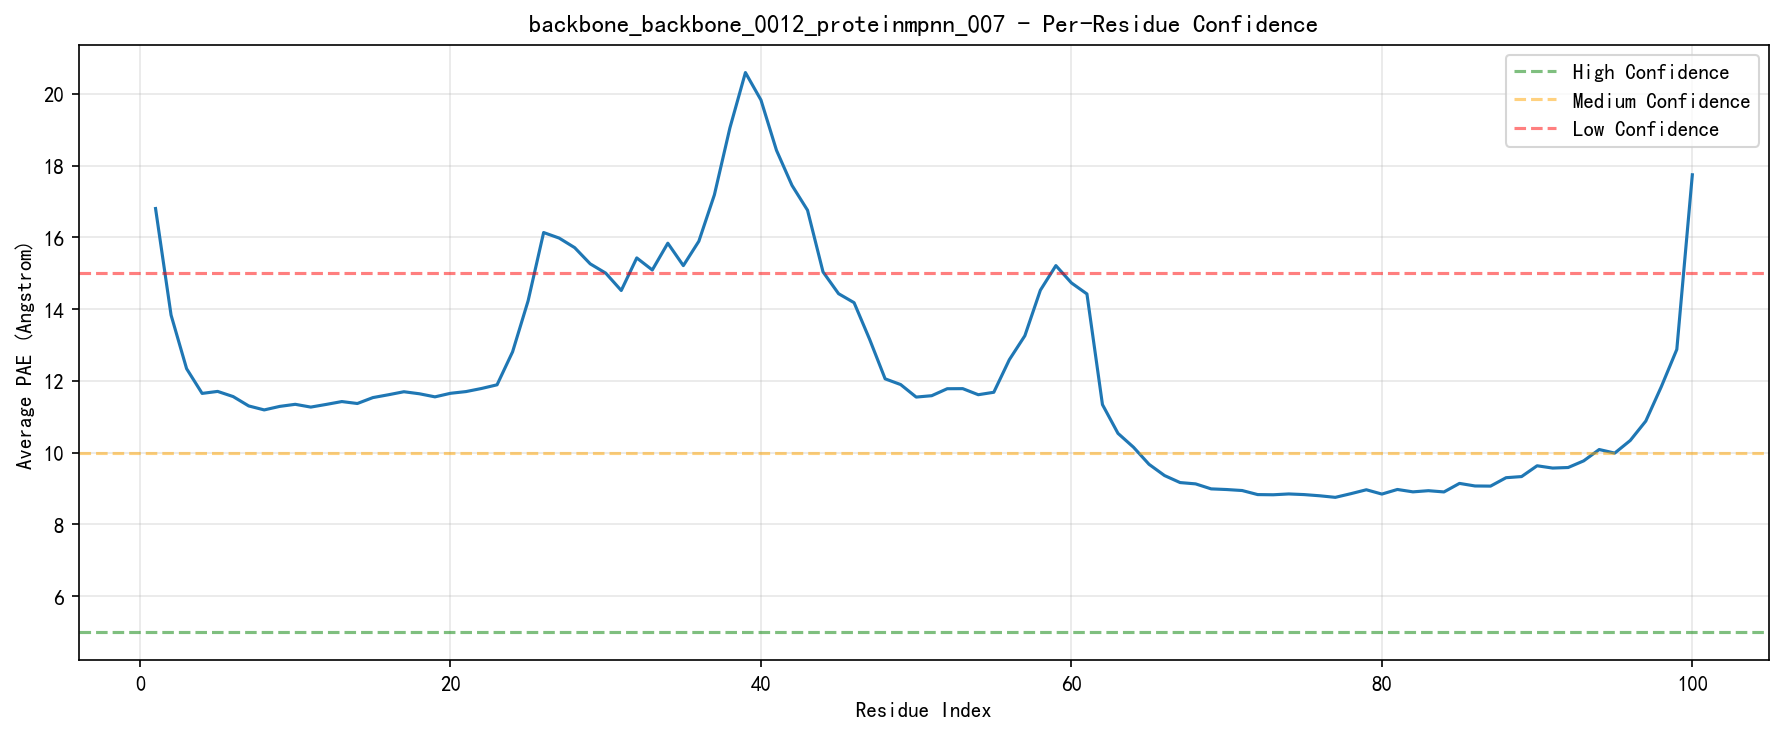 backbone_backbone_0012_proteinmpnn_007 - Per-Residue Confidence
High Confidence
Medium Confidence
Low Confidence
Average PAE (Angstrom)
20
18
16
14
12
10
8
6
0
20
40
60
80
100
Residue Index